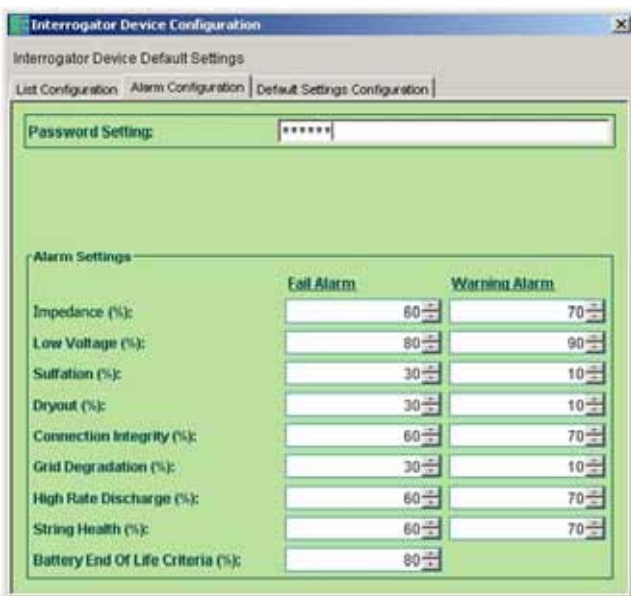 Interrogator Device Configuration
Interrogator Device Default Settings
List Configuration Alarm Configuration Default Settings Configuration
Password Setting: ******
Alarm Settings
Fail Alarm Warning Alarm
Impedance (%): 60 70
Low Voltage (%): 80 90
Sulfation (%): 30 10
Dryout (%): 30 10
Connection Integrity (%): 60 70
Grid Degradation (%): 30 10
High Rate Discharge (%): 60 70
String Health (%): 60 70
Battery End Of Life Criteria (%): 80